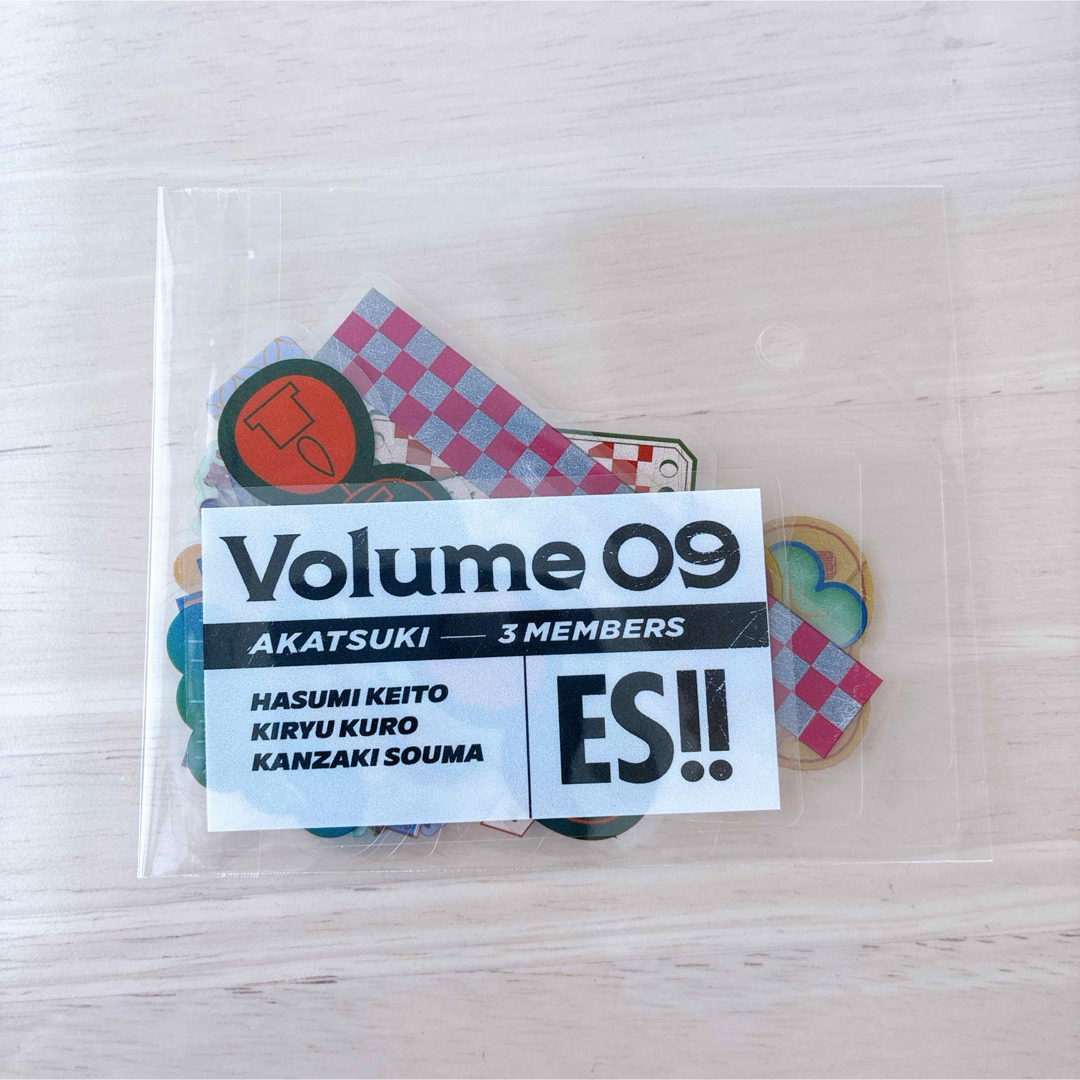 Volume 09
AKATSUKI — 3 MEMBERS
HASUMI KEITO
KIRYU KURO
KANZAKI SOUMA
ES!!